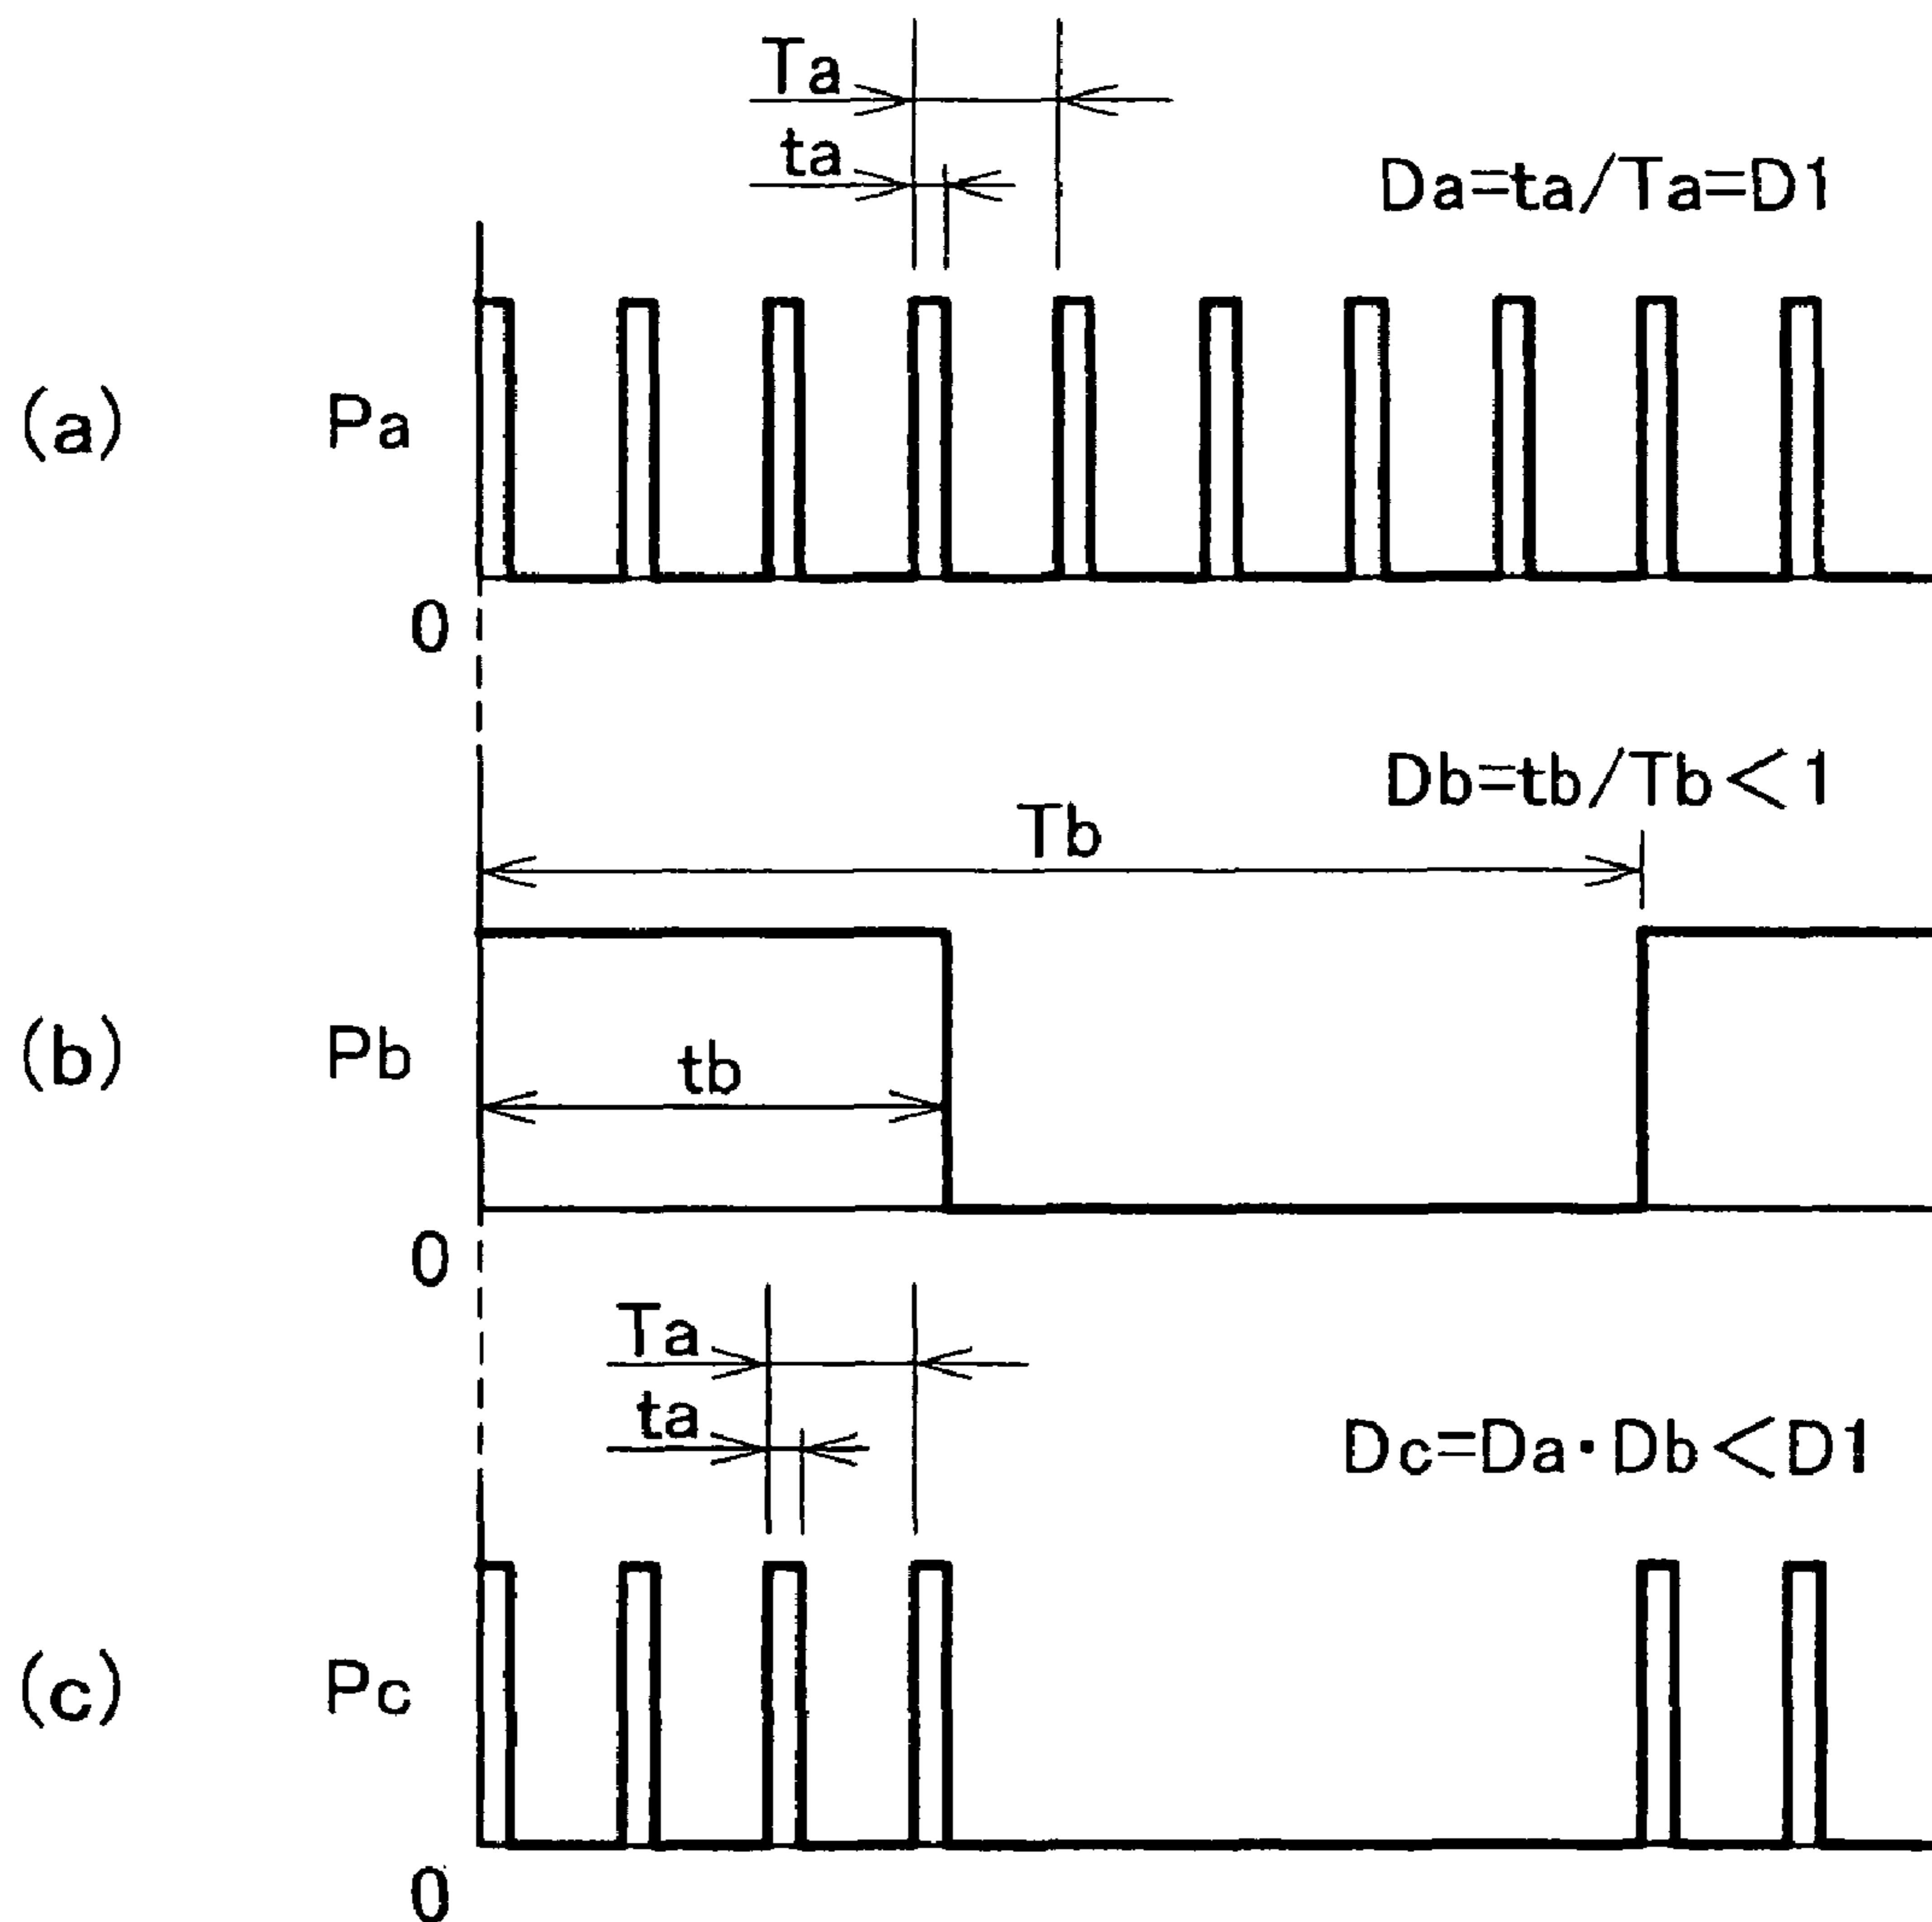 Ta
ta
Da=ta/Ta=D1
(a) Pa
0
Db=tb/Tb<1
Tb
(b) Pb
tb
0
Ta
ta
Dc=Da・Db<D1
(c) Pc
0